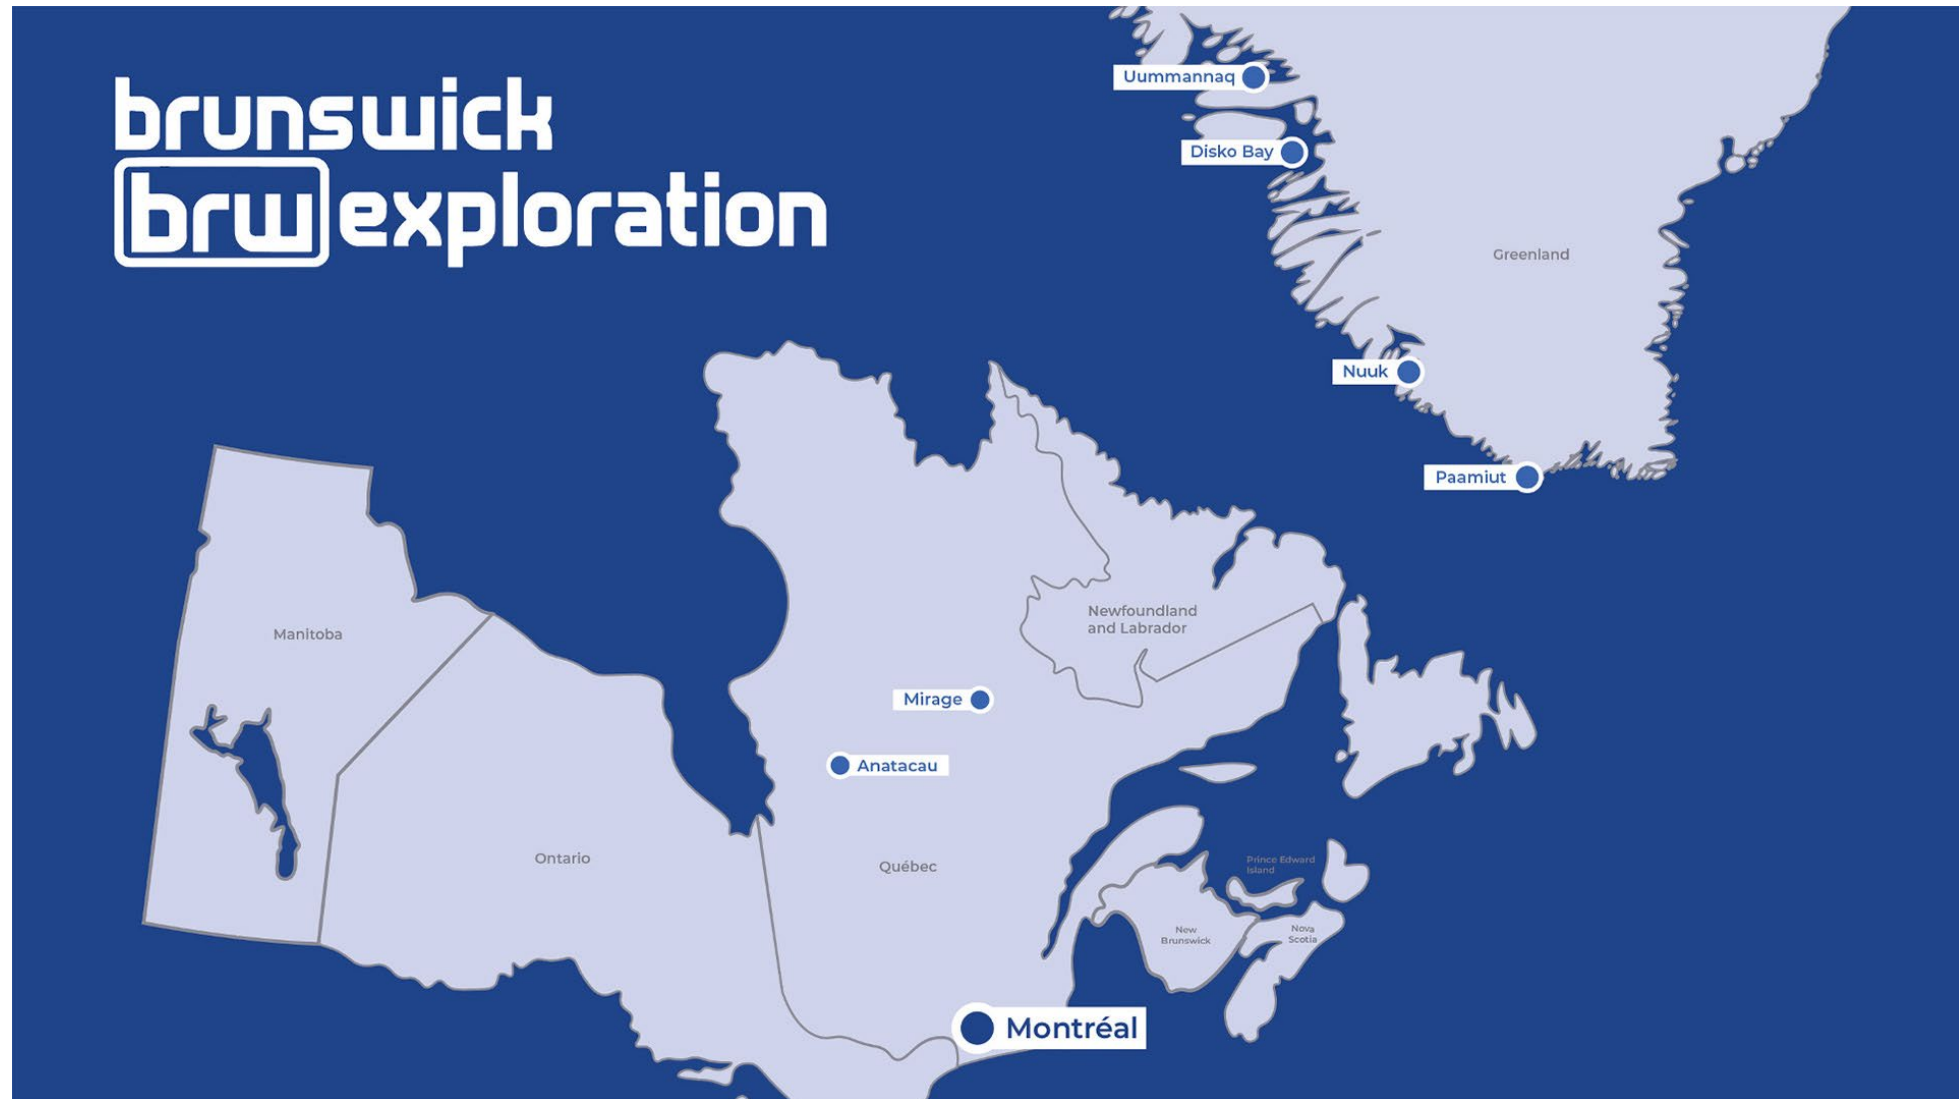 brunswick
brw exploration
Uummannaq
Disko Bay
Greenland
Nuuk
Paamiut
Manitoba
Newfoundland
and Labrador
Mirage
Anatacau
Ontario
Québec
Prince Edward
Island
New
Brunswick
Nova
Scotia
Montréal